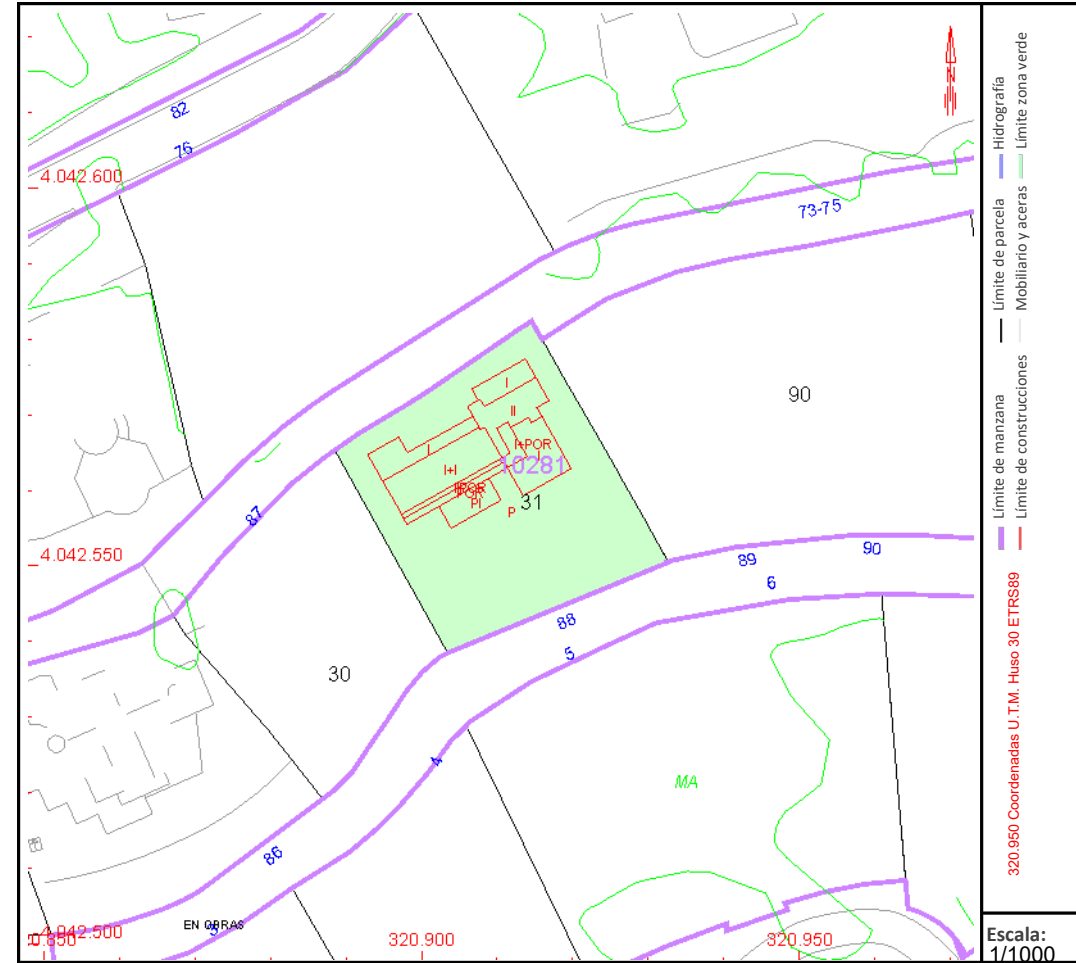 82
76
4.042.600
73-75
90
I
II
I+POR
I
I
I+I
10281
POR
PI
P
31
87
4.042.550
89
90
6
88
5
30
4
MA
86
EN OBRAS
3
4.042.500
320.900
320.950
N
Hidrografía
Límite zona verde
Límite de parcela
Mobiliario y aceras
Límite de manzana
Límite de construcciones
320.950 Coordenadas U.T.M. Huso 30 ETRS89
Escala:
1/1000